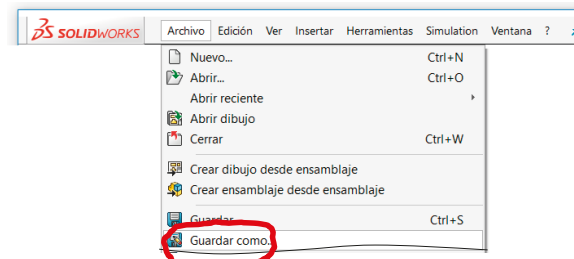 SOLIDWORKS Archivo Edición Ver Insertar Herramientas Simulation Ventana ?
Nuevo... Ctrl+N
Abrir... Ctrl+O
Abrir reciente
Abrir dibujo
Cerrar Ctrl+W
Crear dibujo desde ensamblaje
Crear ensamblaje desde ensamblaje
Guardar Ctrl+S
Guardar como...